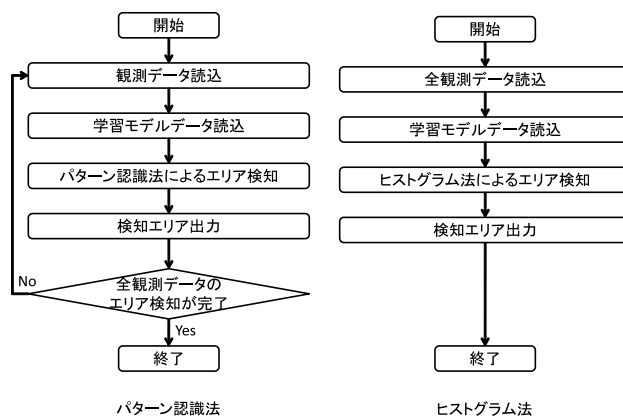 開始
観測データ読込
学習モデルデータ読込
パターン認識法によるエリア検知
検知エリア出力
No
全観測データの
エリア検知が完了
Yes
終了
パターン認識法
開始
全観測データ読込
学習モデルデータ読込
ヒストグラム法によるエリア検知
検知エリア出力
終了
ヒストグラム法